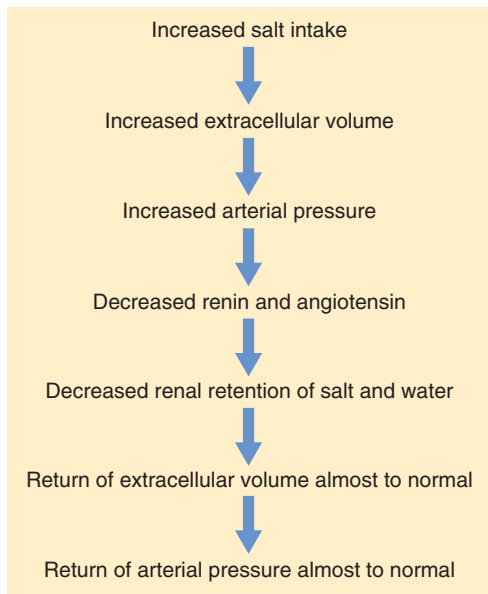 Increased salt intake
Increased extracellular volume
Increased arterial pressure
Decreased renin and angiotensin
Decreased renal retention of salt and water
Return of extracellular volume almost to normal
Return of arterial pressure almost to normal